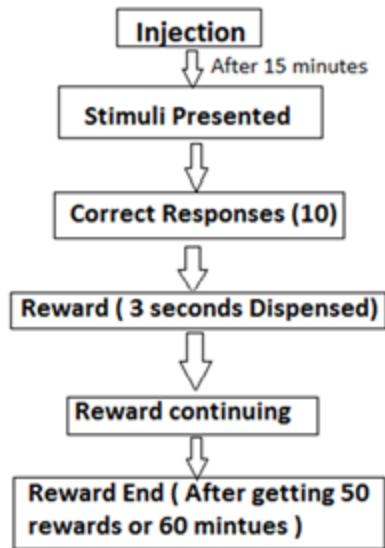 Injection
After 15 minutes
Stimuli Presented
Correct Responses (10)
Reward ( 3 seconds Dispensed)
Reward continuing
Reward End ( After getting 50
rewards or 60 mintues )